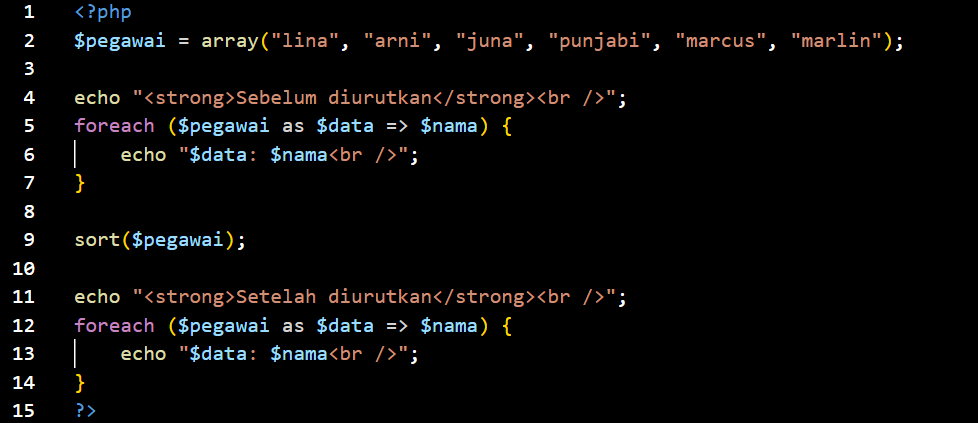 1 <?php
2 $pegawai = array("lina", "arni", "juna", "punjabi", "marcus", "marlin");
3
4 echo "<strong>Sebelum diurutkan</strong><br />";
5 foreach ($pegawai as $data => $nama) {
6     echo "$data: $nama<br />";
7 }
8
9 sort($pegawai);
10
11 echo "<strong>Setelah diurutkan</strong><br />";
12 foreach ($pegawai as $data => $nama) {
13     echo "$data: $nama<br />";
14 }
15 ?>